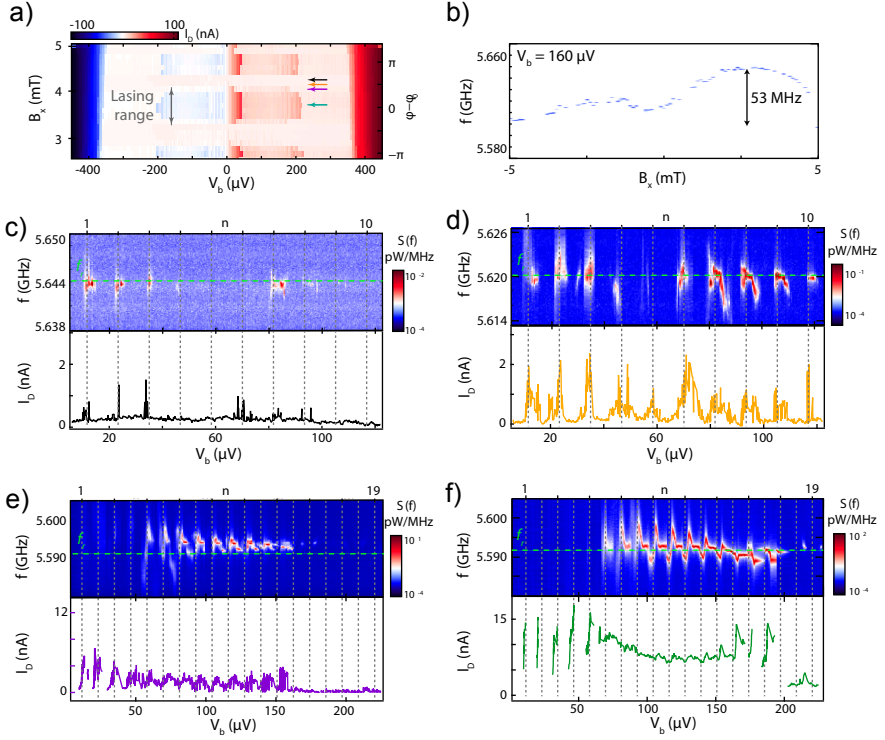 a)
-100
100
I_D (nA)
5
4
3
B_x (mT)
Lasing
range
π
0
-π
φ-φ_0
-400
-200
0
200
400
V_b (μV)
b)
V_b = 160 μV
5.660
5.580
f (GHz)
53 MHz
-5
5
B_x (mT)
c)
1
n
10
5.650
5.644
5.638
f (GHz)
S (f)
pW/MHz
10^-2
10^-4
2
0
I_D (nA)
20
60
100
V_b (μV)
d)
1
n
10
5.626
5.620
5.614
f (GHz)
S (f)
pW/MHz
10^-1
10^-4
2
0
I_D (nA)
20
60
100
V_b (μV)
e)
1
n
19
5.600
5.590
f (GHz)
S (f)
pW/MHz
10^1
10^-4
12
0
I_D (nA)
50
100
150
200
V_b (μV)
f)
1
n
19
5.600
5.590
f (GHz)
S (f)
pW/MHz
10^2
10^-4
15
5
0
I_D (nA)
50
100
150
200
V_b (μV)